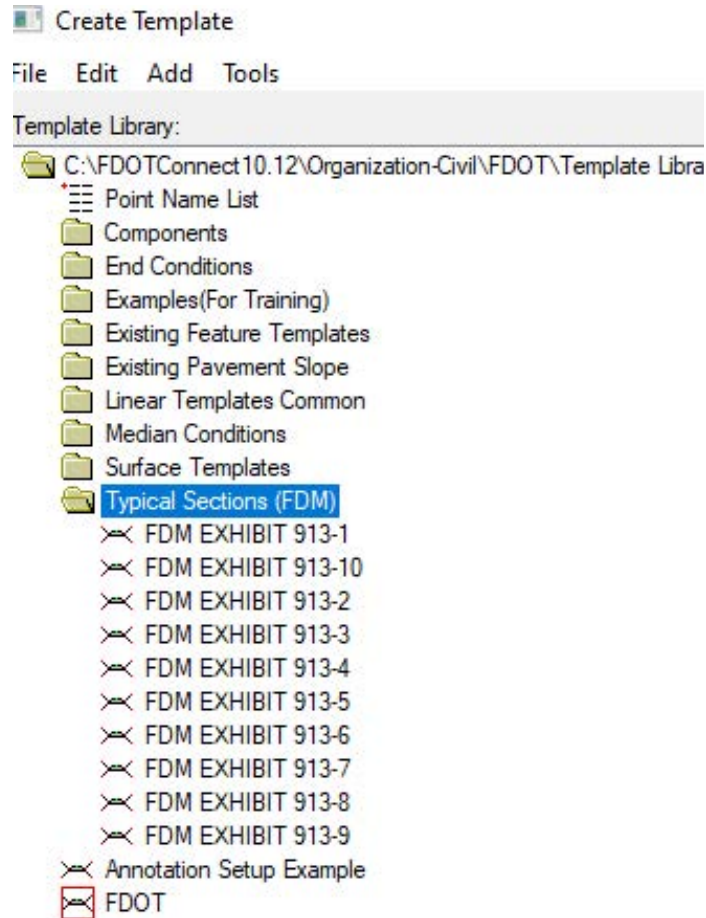 Create Template
File Edit Add Tools
Template Library:
C:\FDOTConnect10.12\Organization-Civil\FDOT\Template Libra
Point Name List
Components
End Conditions
Examples(For Training)
Existing Feature Templates
Existing Pavement Slope
Linear Templates Common
Median Conditions
Surface Templates
Typical Sections (FDM)
FDM EXHIBIT 913-1
FDM EXHIBIT 913-10
FDM EXHIBIT 913-2
FDM EXHIBIT 913-3
FDM EXHIBIT 913-4
FDM EXHIBIT 913-5
FDM EXHIBIT 913-6
FDM EXHIBIT 913-7
FDM EXHIBIT 913-8
FDM EXHIBIT 913-9
Annotation Setup Example
FDOT